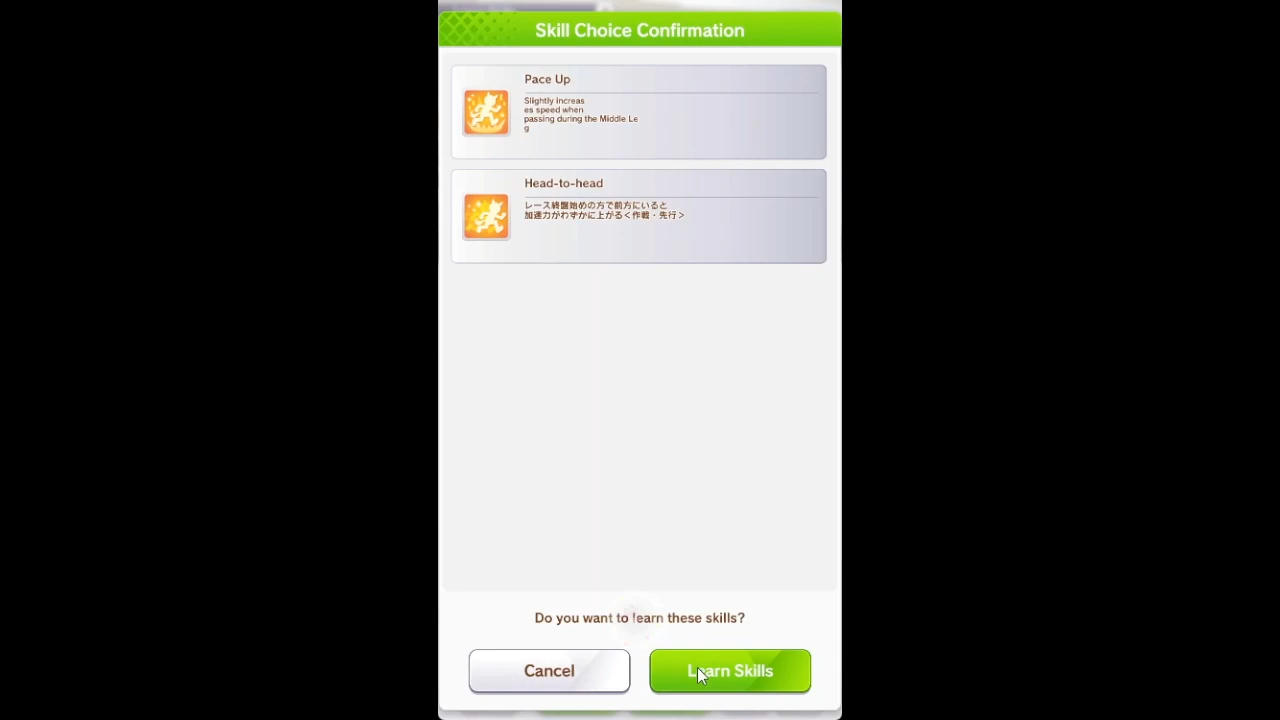 Skill Choice Confirmation
Pace Up
Slightly increas
es speed when
passing during the Middle Le
g
Head-to-head
レース終盤始めの方で前方にいると
加速力がわずかに上がる＜作戦・先行＞
Do you want to learn these skills?
Cancel
Learn Skills